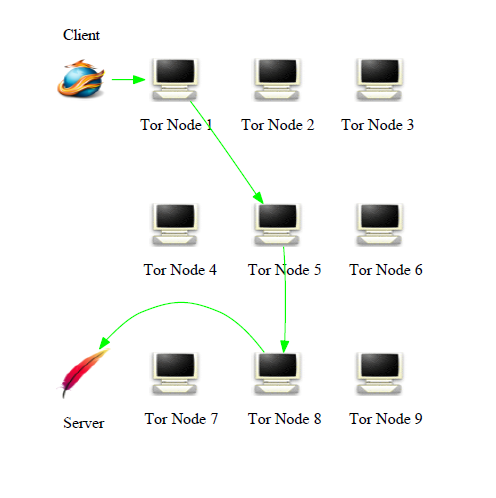 Client
Tor Node 1
Tor Node 2
Tor Node 3
Tor Node 4
Tor Node 5
Tor Node 6
Tor Node 7
Tor Node 8
Tor Node 9
Server